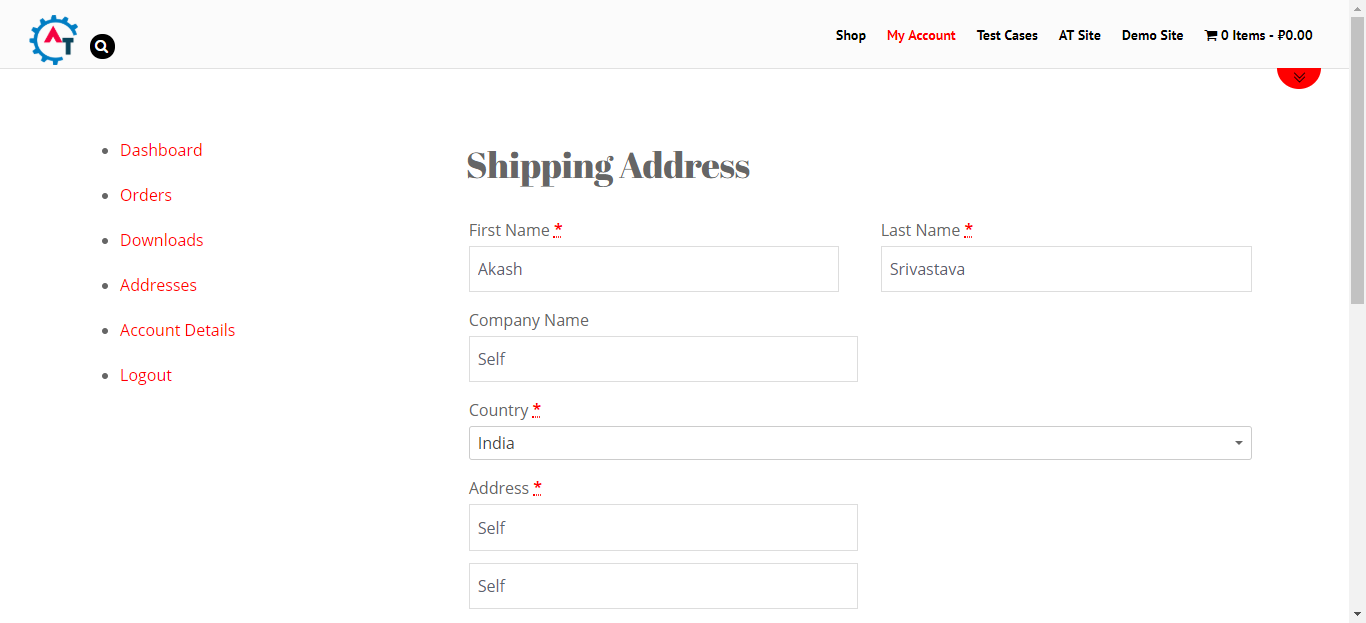 AT
Shop My Account Test Cases AT Site Demo Site 0 Items - ₽0.00
Dashboard
Orders
Downloads
Addresses
Account Details
Logout
Shipping Address
First Name * Last Name *
Akash Srivastava
Company Name
Self
Country *
India
Address *
Self
Self